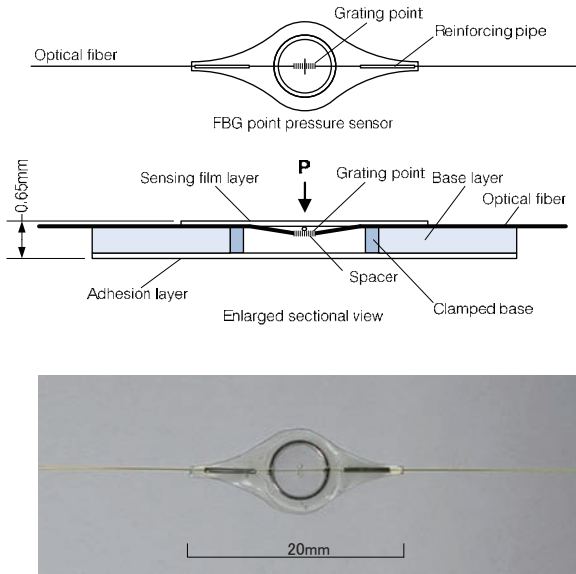 Grating point
Reinforcing pipe
Optical fiber
FBG point pressure sensor
P
Grating point
Base layer
Sensing film layer
Optical fiber
0.65mm
Spacer
Adhesion layer
Clamped base
Enlarged sectional view
20mm